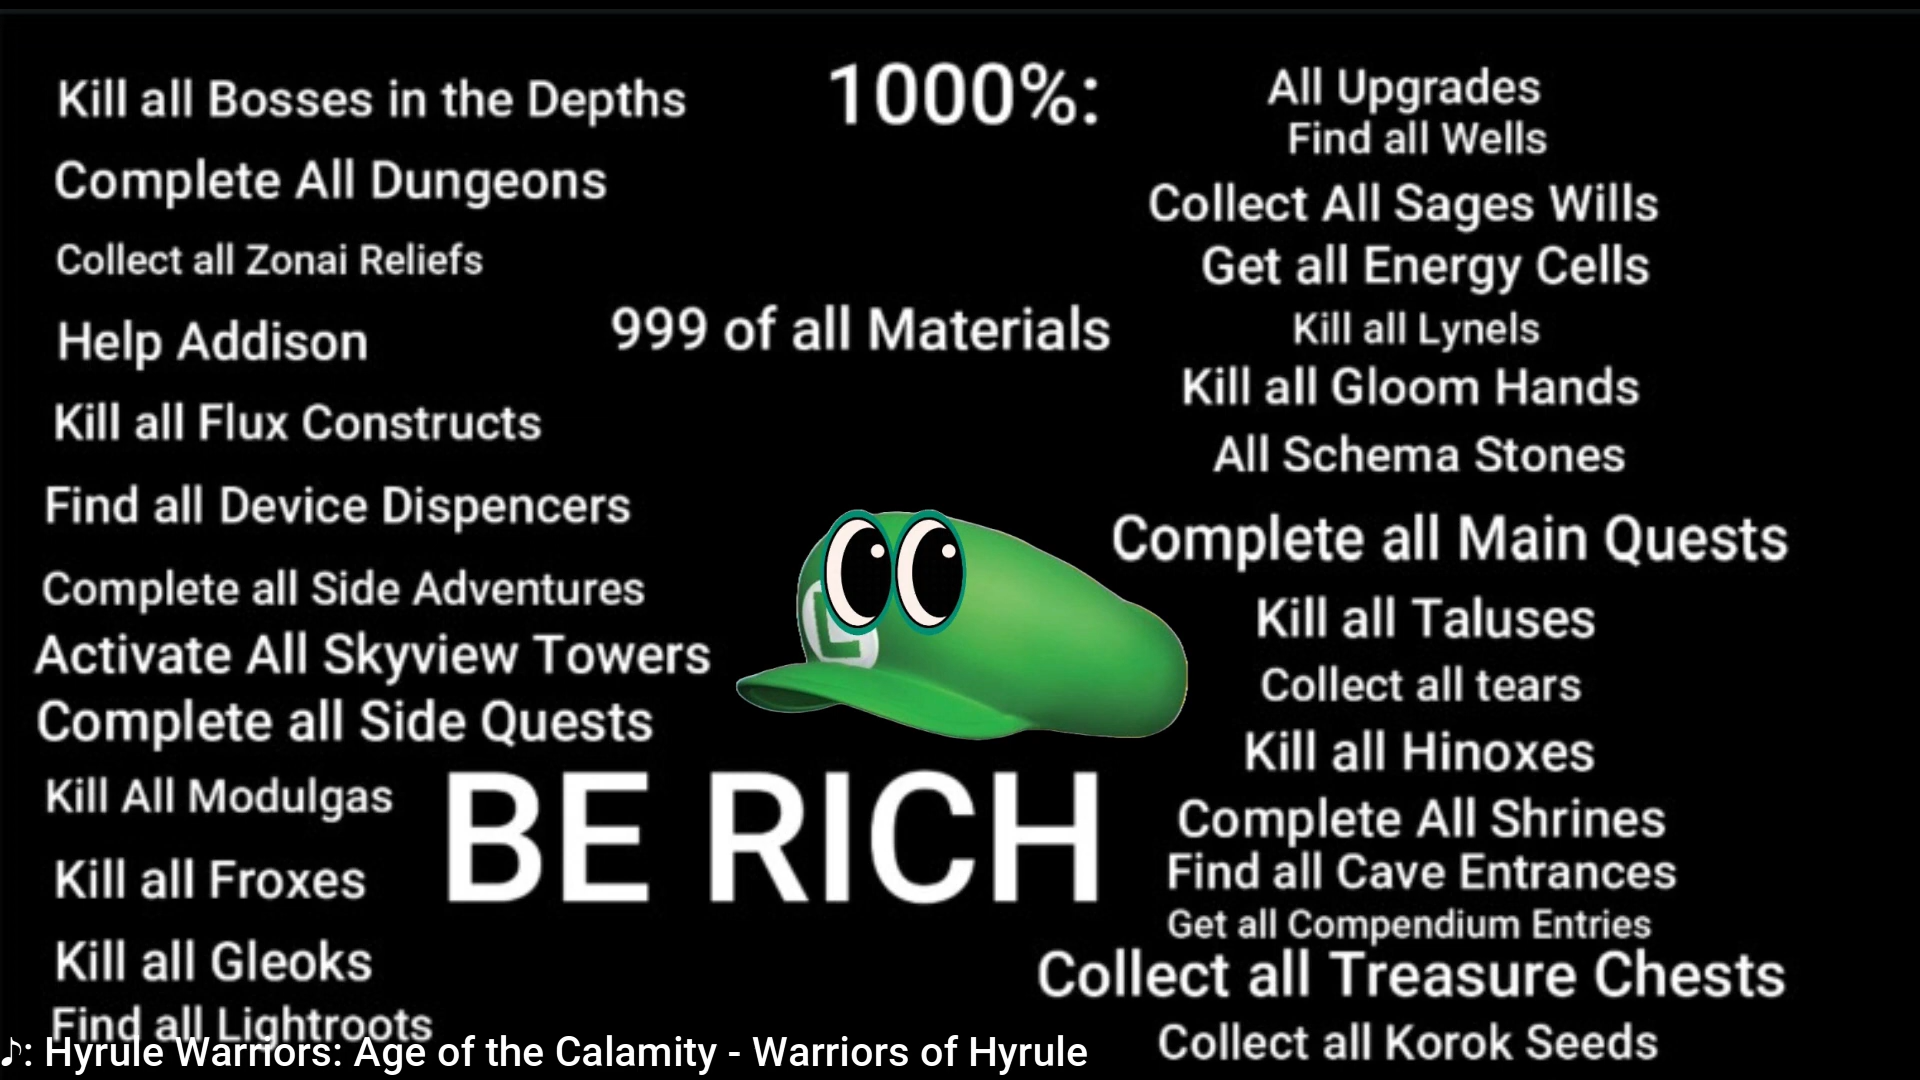 1000%:
Kill all Bosses in the Depths
Complete All Dungeons
Collect all Zonai Reliefs
Help Addison
Kill all Flux Constructs
Find all Device Dispencers
Complete all Side Adventures
Activate All Skyview Towers
Complete all Side Quests
Kill All Modulgas
Kill all Froxes
Kill all Gleoks
Find all Lightroots
999 of all Materials
L
BE RICH
All Upgrades
Find all Wells
Collect All Sages Wills
Get all Energy Cells
Kill all Lynels
Kill all Gloom Hands
All Schema Stones
Complete all Main Quests
Kill all Taluses
Collect all tears
Kill all Hinoxes
Complete All Shrines
Find all Cave Entrances
Get all Compendium Entries
Collect all Treasure Chests
Collect all Korok Seeds
♪: Hyrule Warriors: Age of the Calamity - Warriors of Hyrule